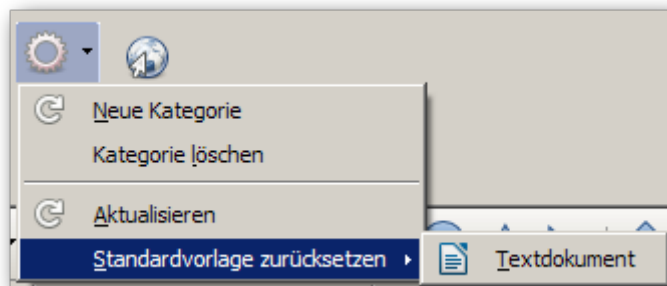 Neue Kategorie
Kategorie löschen
Aktualisieren
Standardvorlage zurücksetzen
Textdokument